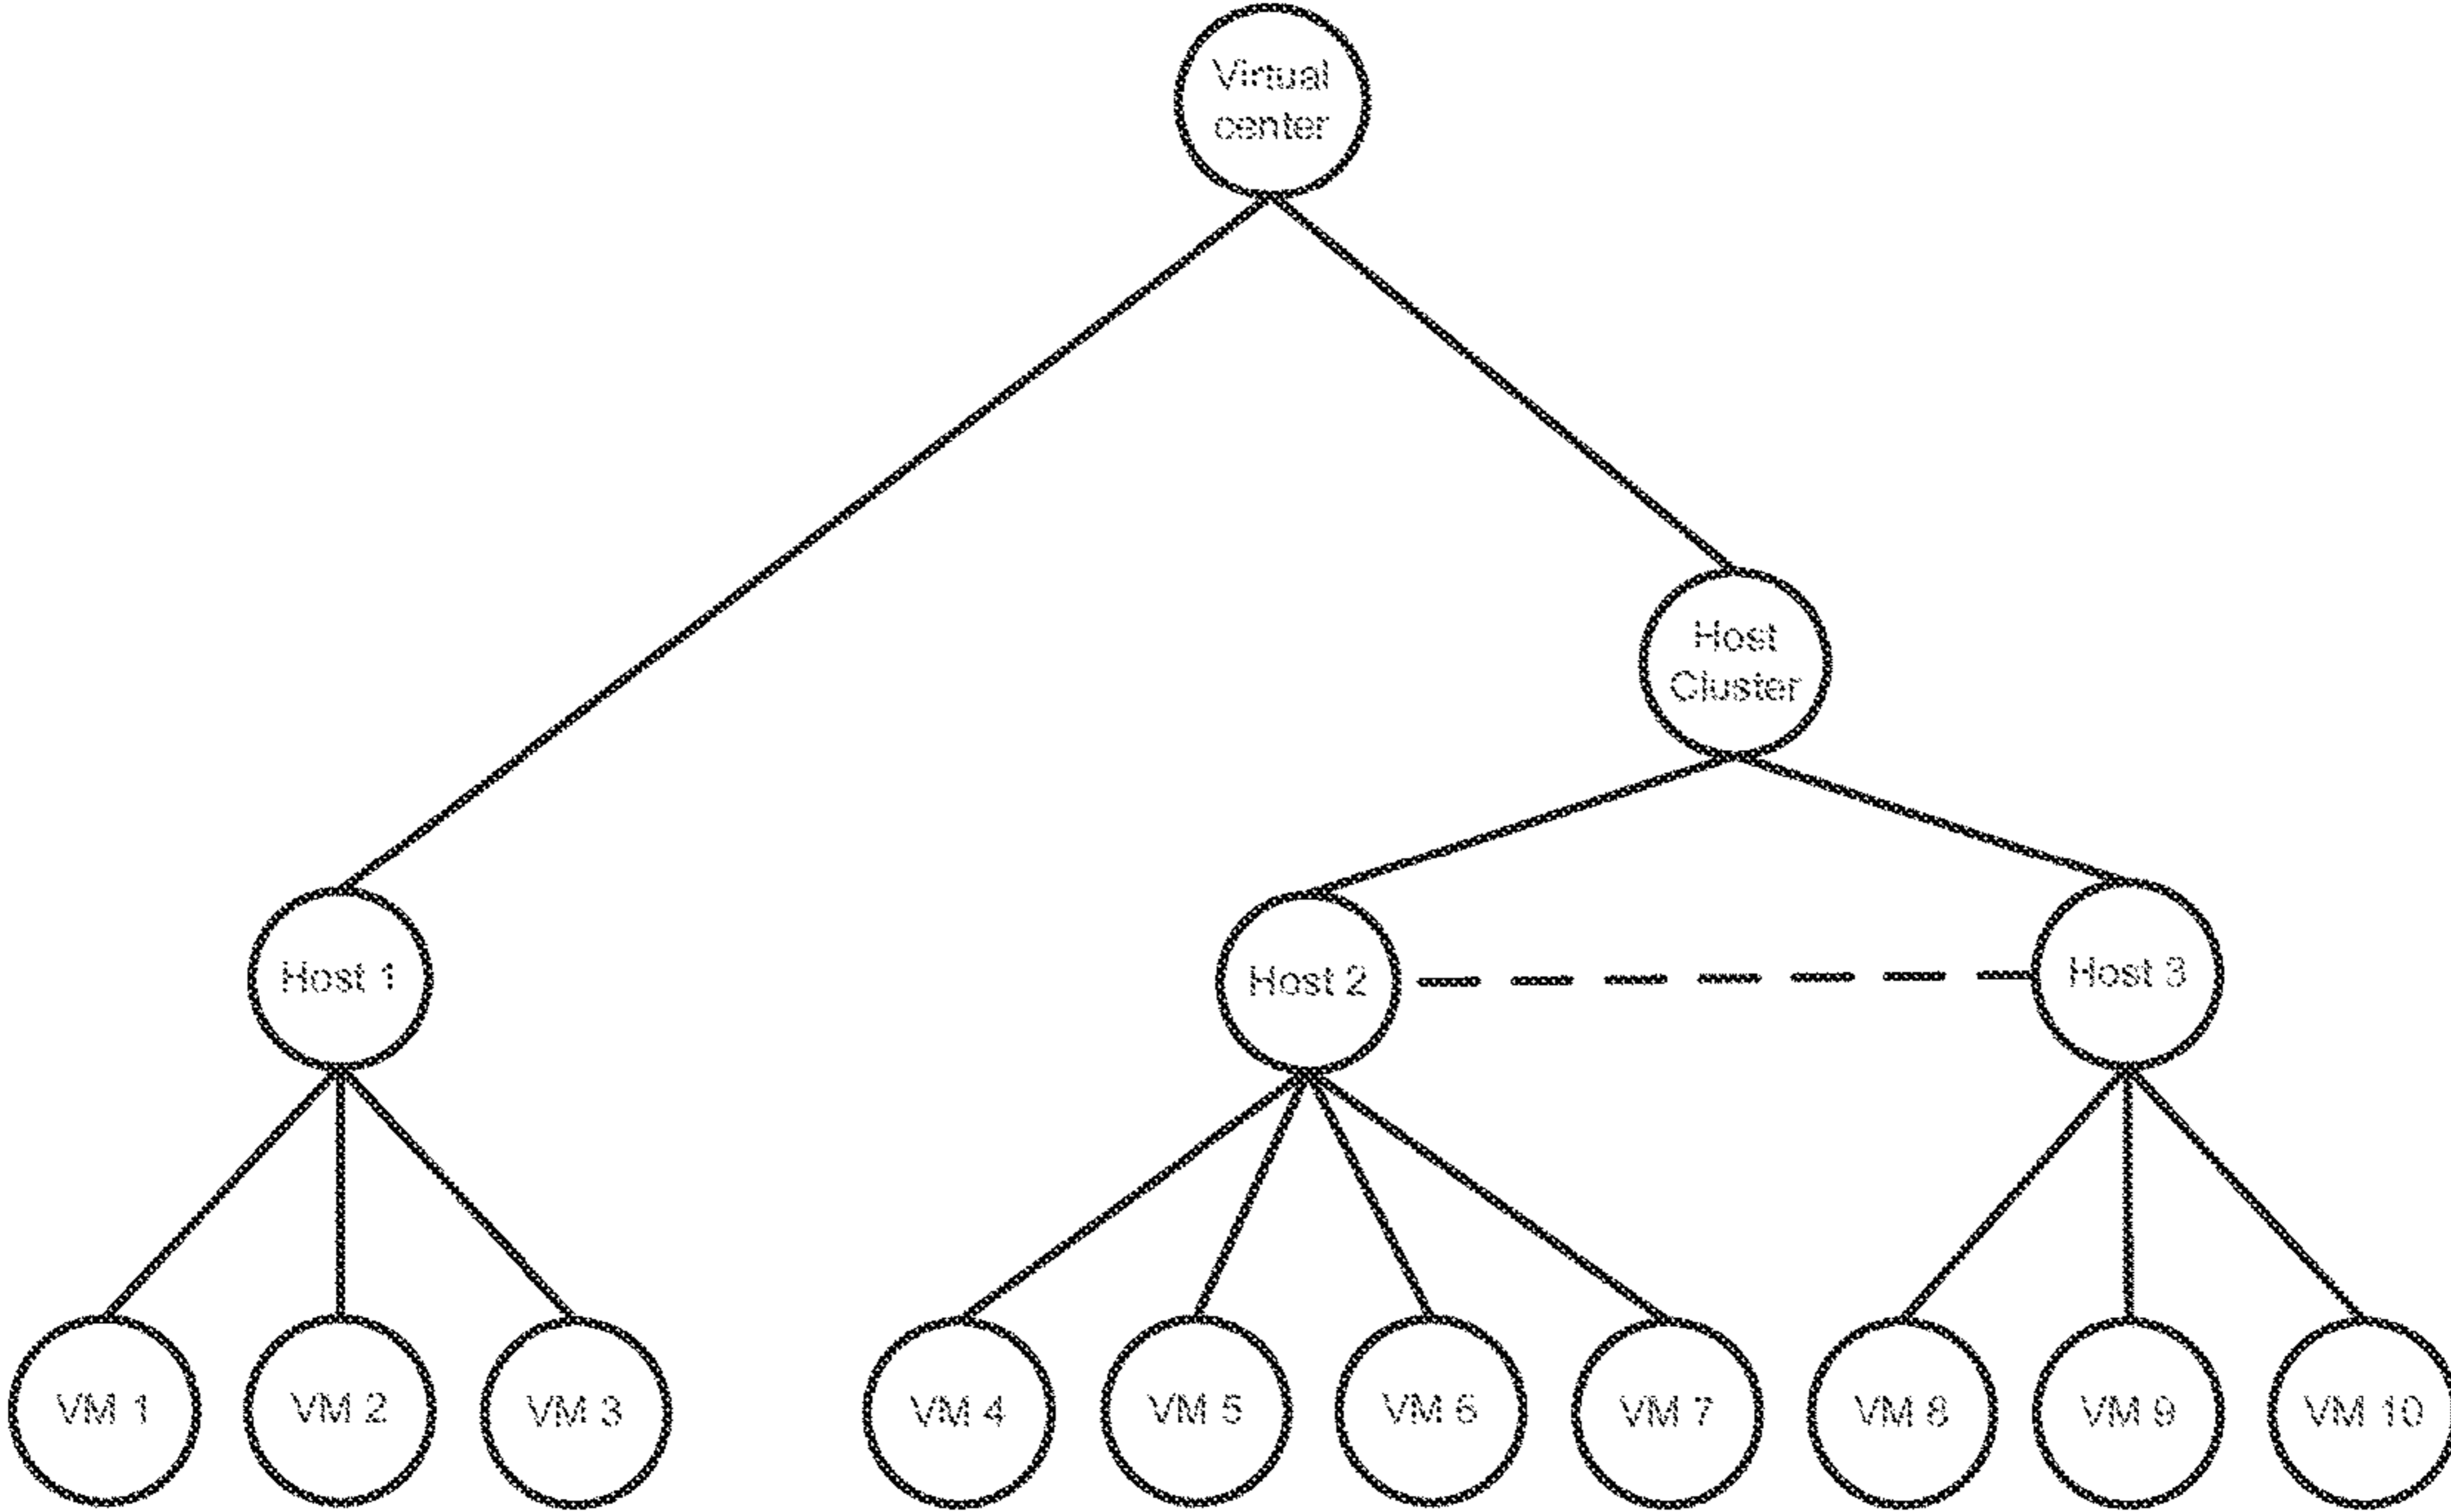 Virtual
center
Host
Cluster
Host 1
Host 2
Host 3
VM 1
VM 2
VM 3
VM 4
VM 5
VM 6
VM 7
VM 8
VM 9
VM 10